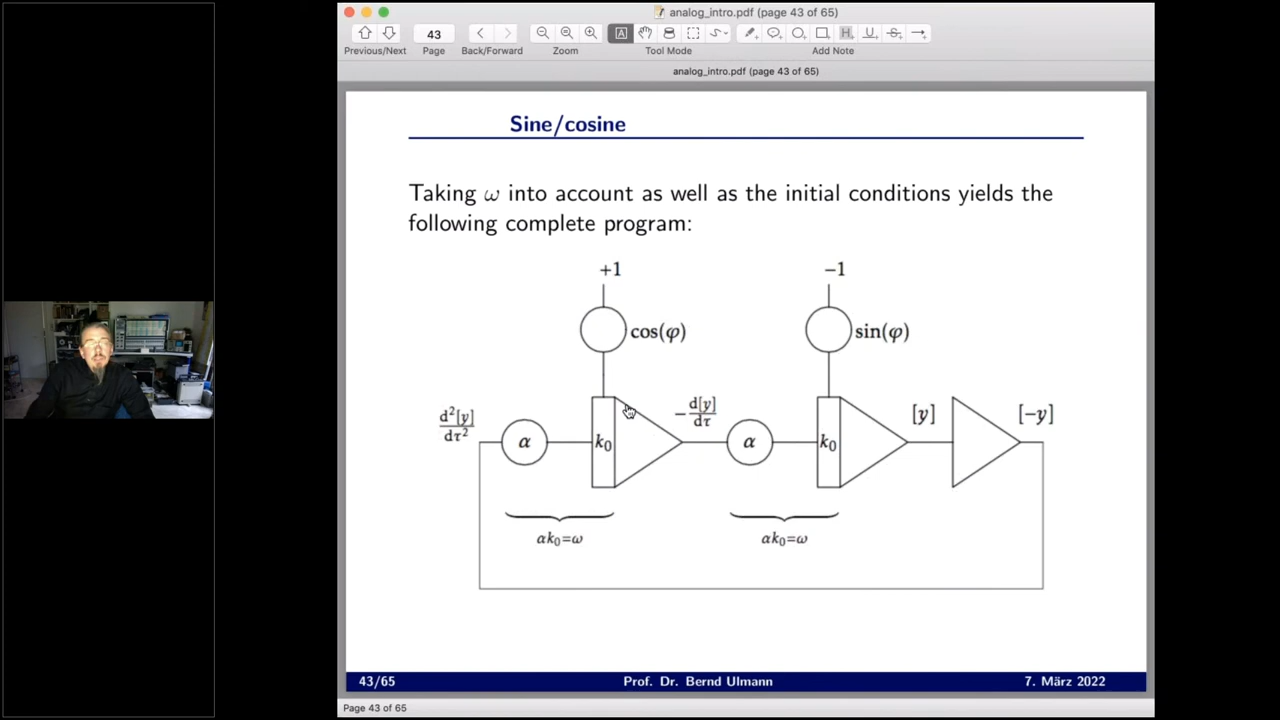 analog_intro.pdf (page 43 of 65)
43
A
H
U
S
Previous/Next
Page
Back/Forward
Zoom
Tool Mode
Add Note
analog_intro.pdf (page 43 of 65)
Sine/cosine
Taking ω into account as well as the initial conditions yields the
following complete program:
+1
−1
cos(φ)
sin(φ)
d²[y]
dτ²
α
k₀
− d[y]
dτ
α
k₀
[y]
[−y]
αk₀=ω
αk₀=ω
43/65
Prof. Dr. Bernd Ulmann
7. März 2022
Page 43 of 65